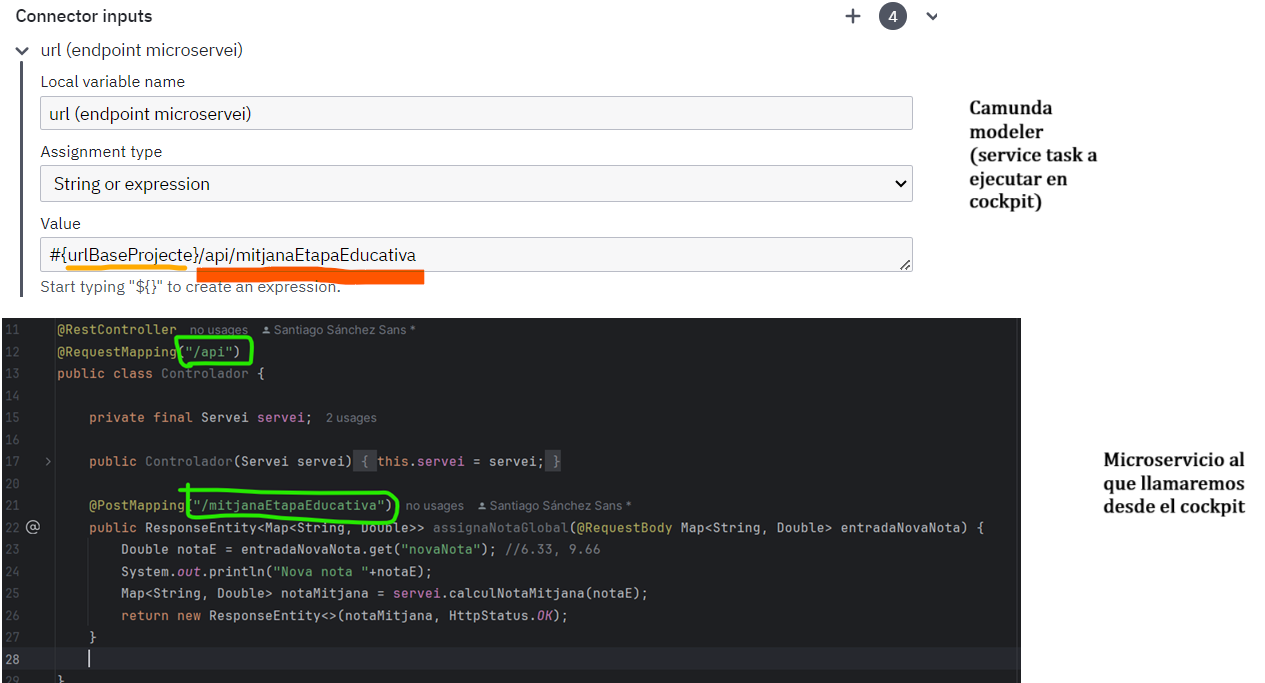 Connector inputs
4
url (endpoint microservei)
Local variable name
url (endpoint microservei)
Assignment type
String or expression
Value
#{urlBaseProjecte}/api/mitjanaEtapaEducativa
Start typing "${}" to create an expression.
Camunda
modeler
(service task a
ejecutar en
cockpit)
11 @RestController no usages Santiago Sánchez Sans *
12 @RequestMapping("/api")
13 public class Controlador {
14
15 private final Servei servei; 2 usages
16
17 public Controlador(Servei servei) { this.servei = servei; }
20
21 @PostMapping("/mitjanaEtapaEducativa") no usages Santiago Sánchez Sans *
22 @ public ResponseEntity<Map<String, Double>> assignaNotaGlobal(@RequestBody Map<String, Double> entradaNovaNota) {
23 Double notaE = entradaNovaNota.get("novaNota"); //6.33, 9.66
24 System.out.println("Nova nota "+notaE);
25 Map<String, Double> notaMitjana = servei.calculNotaMitjana(notaE);
26 return new ResponseEntity<>(notaMitjana, HttpStatus.OK);
27 }
28
29 }
Microservicio al
que llamaremos
desde el cockpit